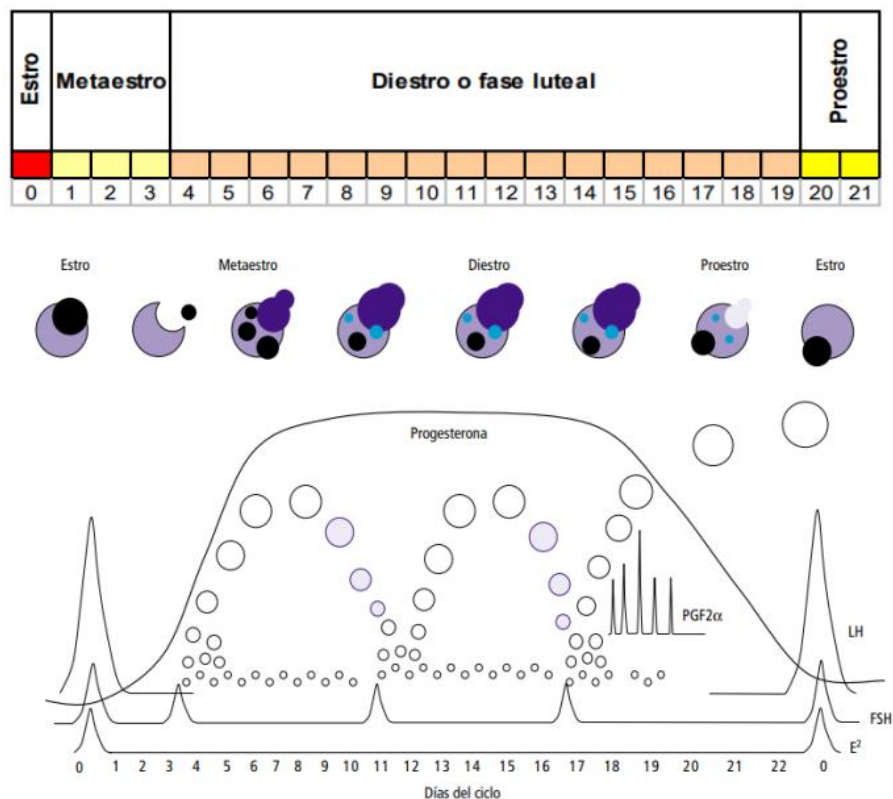 Estro Metaestro Diestro o fase luteal Proestro
0 1 2 3 4 5 6 7 8 9 10 11 12 13 14 15 16 17 18 19 20 21
Estro Metaestro Diestro Proestro Estro
Progesterona
PGF2α
LH
FSH
E²
0 1 2 3 4 5 6 7 8 9 10 11 12 13 14 15 16 17 18 19 20 21 22 0
Días del ciclo